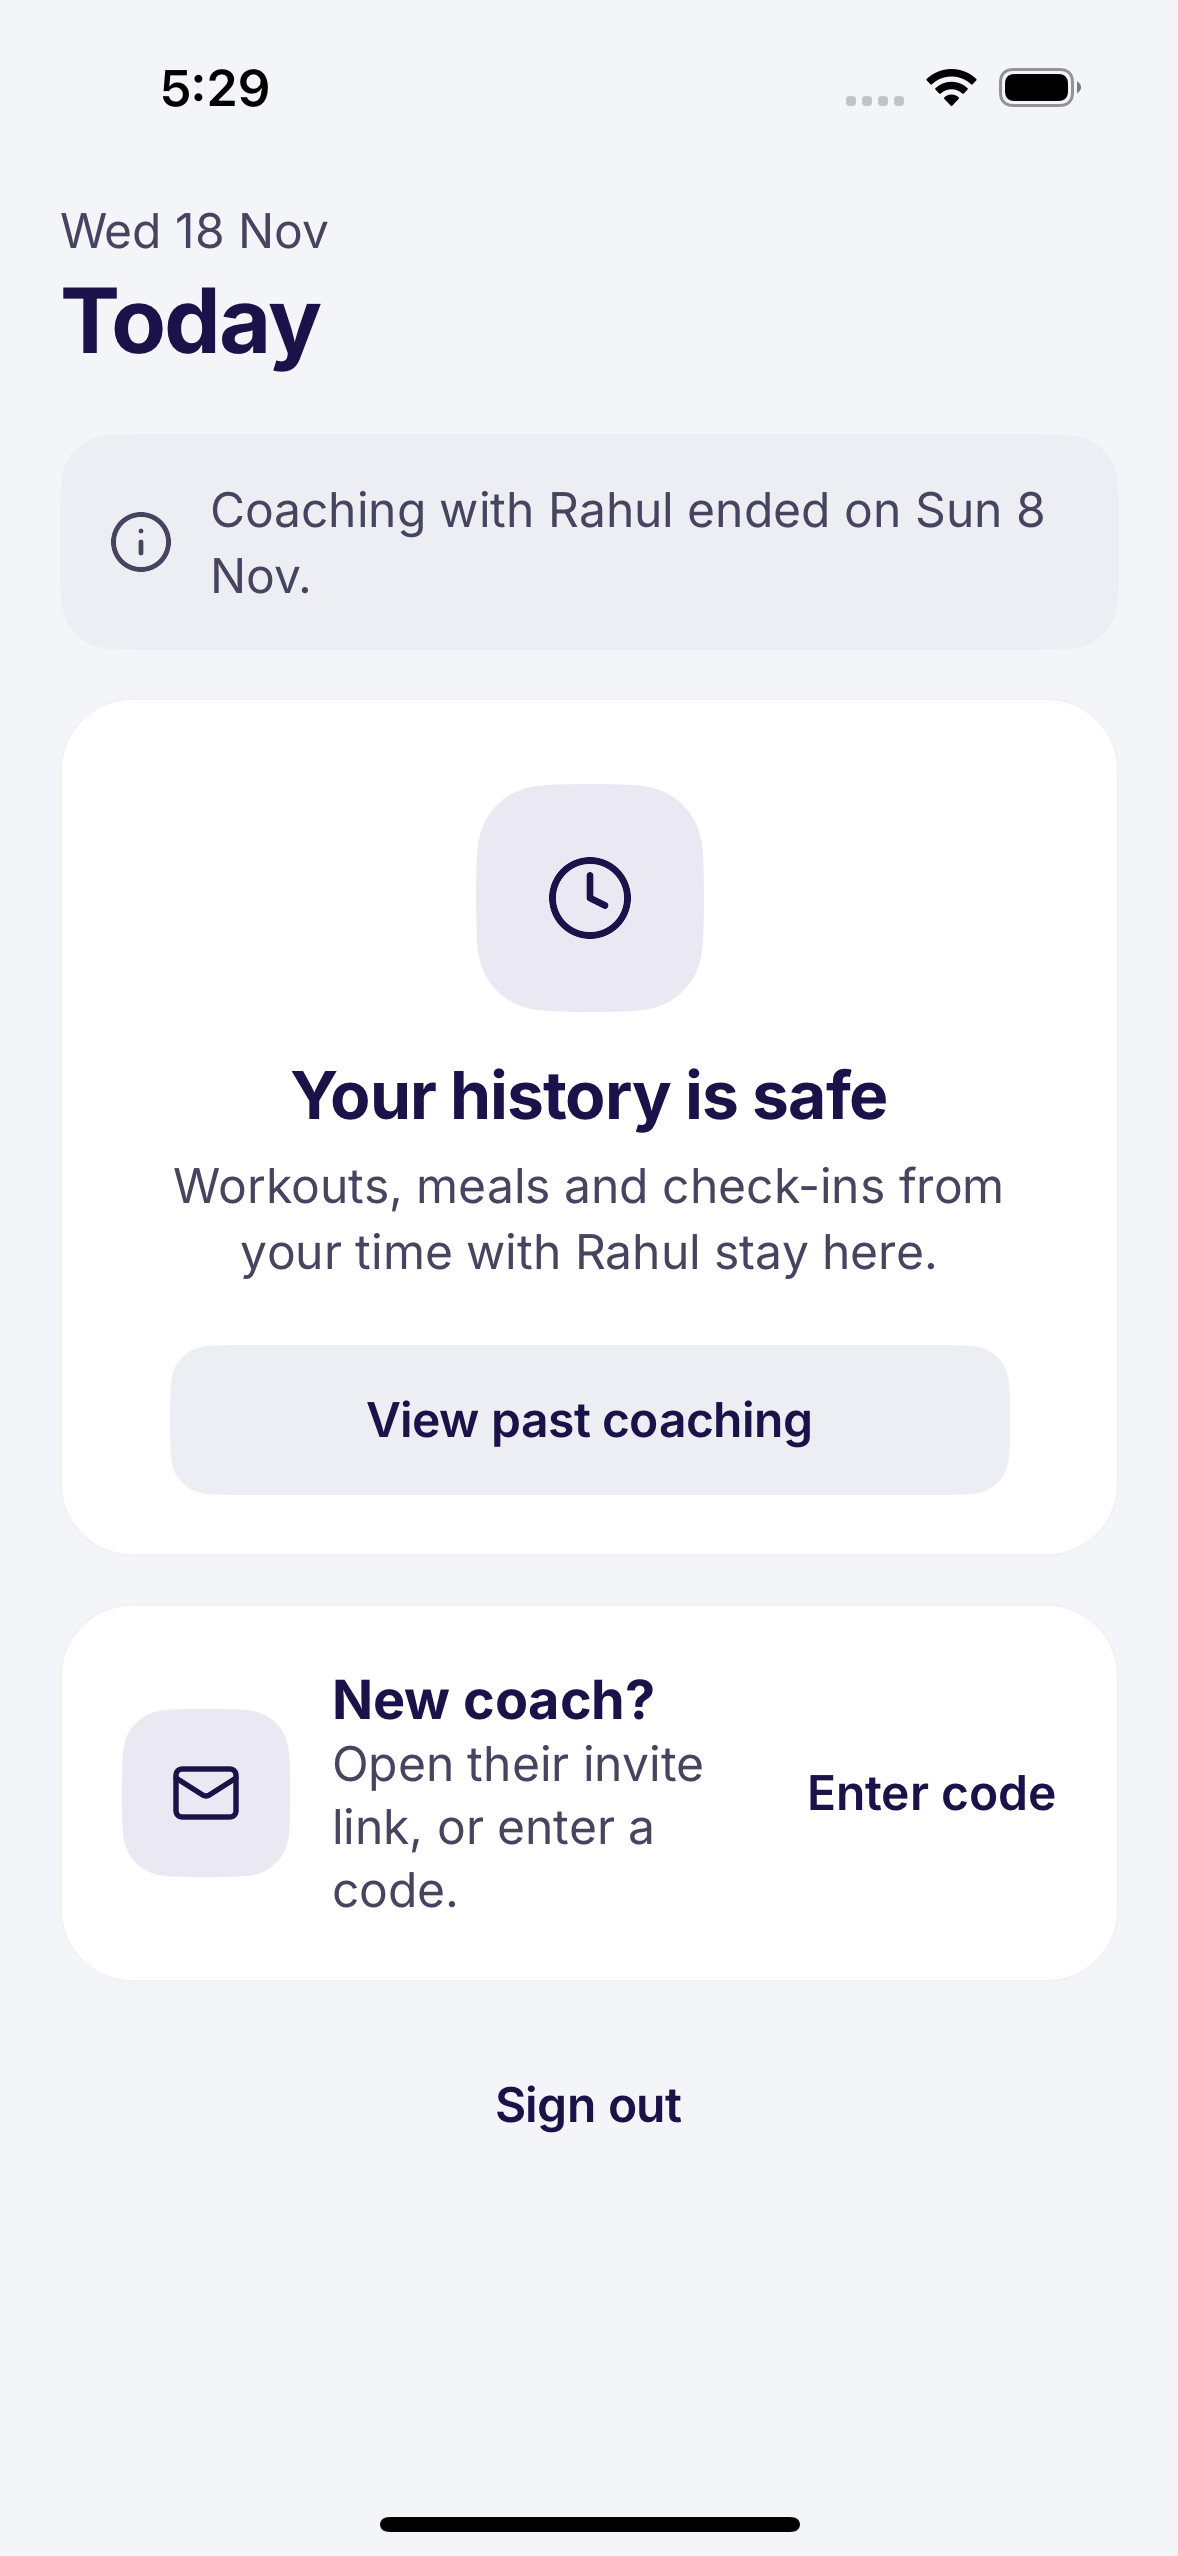 5:29
Wed 18 Nov
Today
Coaching with Rahul ended on Sun 8
Nov.
Your history is safe
Workouts, meals and check-ins from
your time with Rahul stay here.
View past coaching
New coach?
Open their invite
link, or enter a
code.
Enter code
Sign out